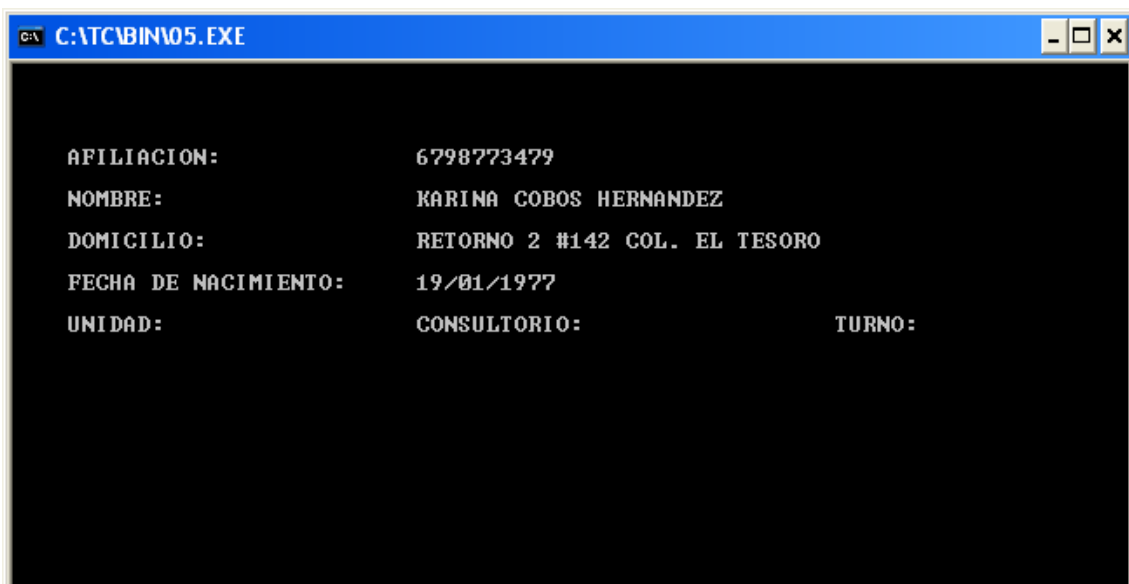 C:\TC\BIN\05.EXE
AFILIACION: 6798773479
NOMBRE: KARINA COBOS HERNANDEZ
DOMICILIO: RETORNO 2 #142 COL. EL TESORO
FECHA DE NACIMIENTO: 19/01/1977
UNIDAD: CONSULTORIO: TURNO: